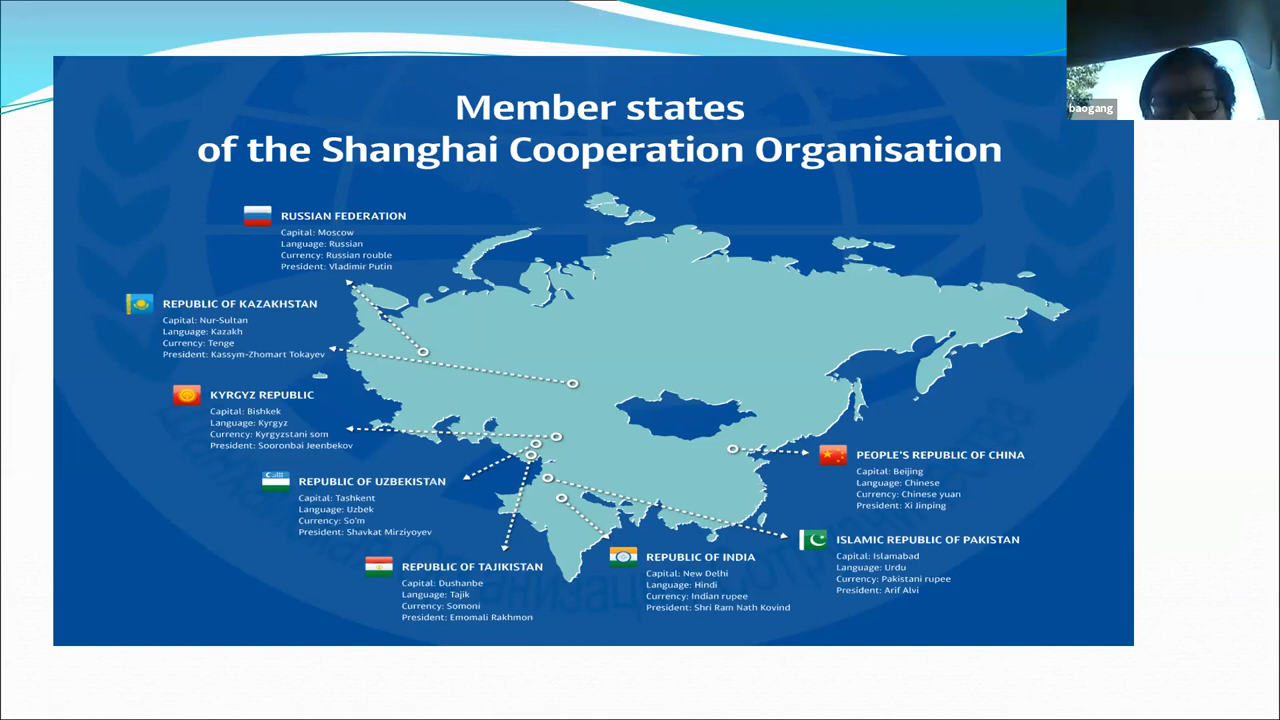 baogang
Member states
of the Shanghai Cooperation Organisation
RUSSIAN FEDERATION
Capital: Moscow
Language: Russian
Currency: Russian rouble
President: Vladimir Putin
REPUBLIC OF KAZAKHSTAN
Capital: Nur-Sultan
Language: Kazakh
Currency: Tenge
President: Kassym-Zhomart Tokayev
KYRGYZ REPUBLIC
Capital: Bishkek
Language: Kyrgyz
Currency: Kyrgyzstani som
President: Sooronbai Jeenbekov
REPUBLIC OF UZBEKISTAN
Capital: Tashkent
Language: Uzbek
Currency: So'm
President: Shavkat Mirziyoyev
REPUBLIC OF TAJIKISTAN
Capital: Dushanbe
Language: Tajik
Currency: Somoni
President: Emomali Rakhmon
REPUBLIC OF INDIA
Capital: New Delhi
Language: Hindi
Currency: Indian rupee
President: Shri Ram Nath Kovind
PEOPLE'S REPUBLIC OF CHINA
Capital: Beijing
Language: Chinese
Currency: Chinese yuan
President: Xi Jinping
ISLAMIC REPUBLIC OF PAKISTAN
Capital: Islamabad
Language: Urdu
Currency: Pakistani rupee
President: Arif Alvi